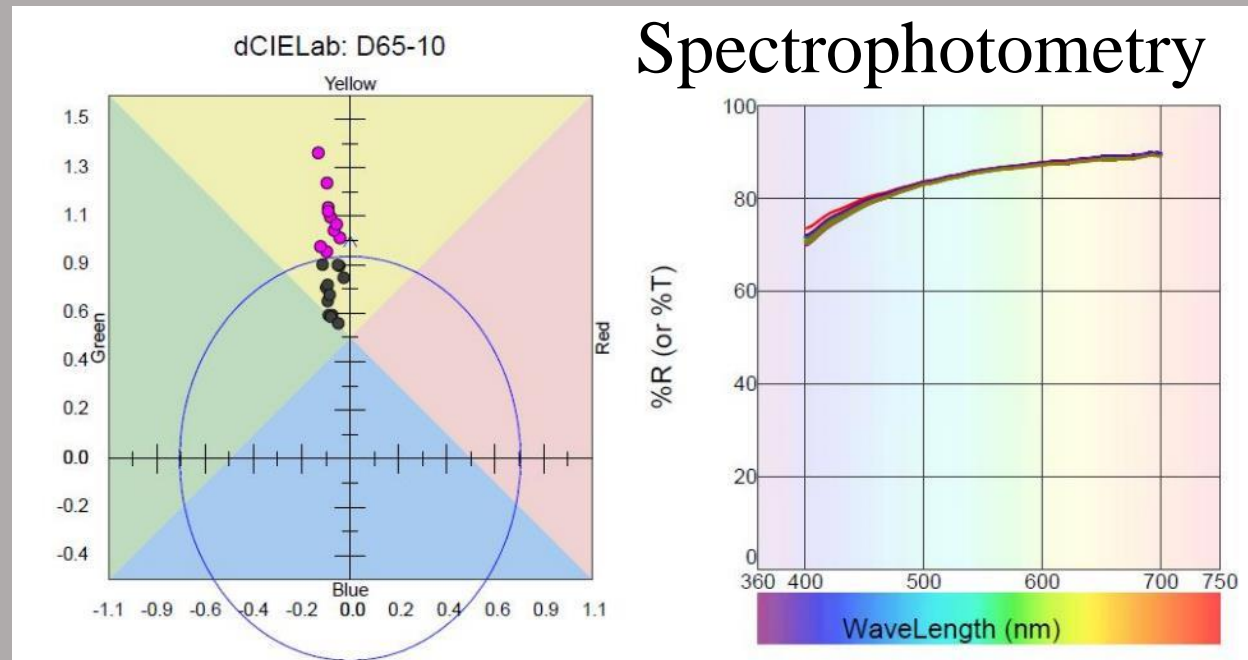 dCIELab: D65-10
Spectrophotometry
Yellow
1.5
1.3
1.1
0.9
0.6
0.4
0.2
0.0
-0.2
-0.4
Green
Red
Blue
-1.1 -0.9 -0.6 -0.4 -0.2 0.0 0.2 0.4 0.6 0.9 1.1
%R (or %T)
100
80
60
40
20
0
360 400 500 600 700 750
WaveLength (nm)